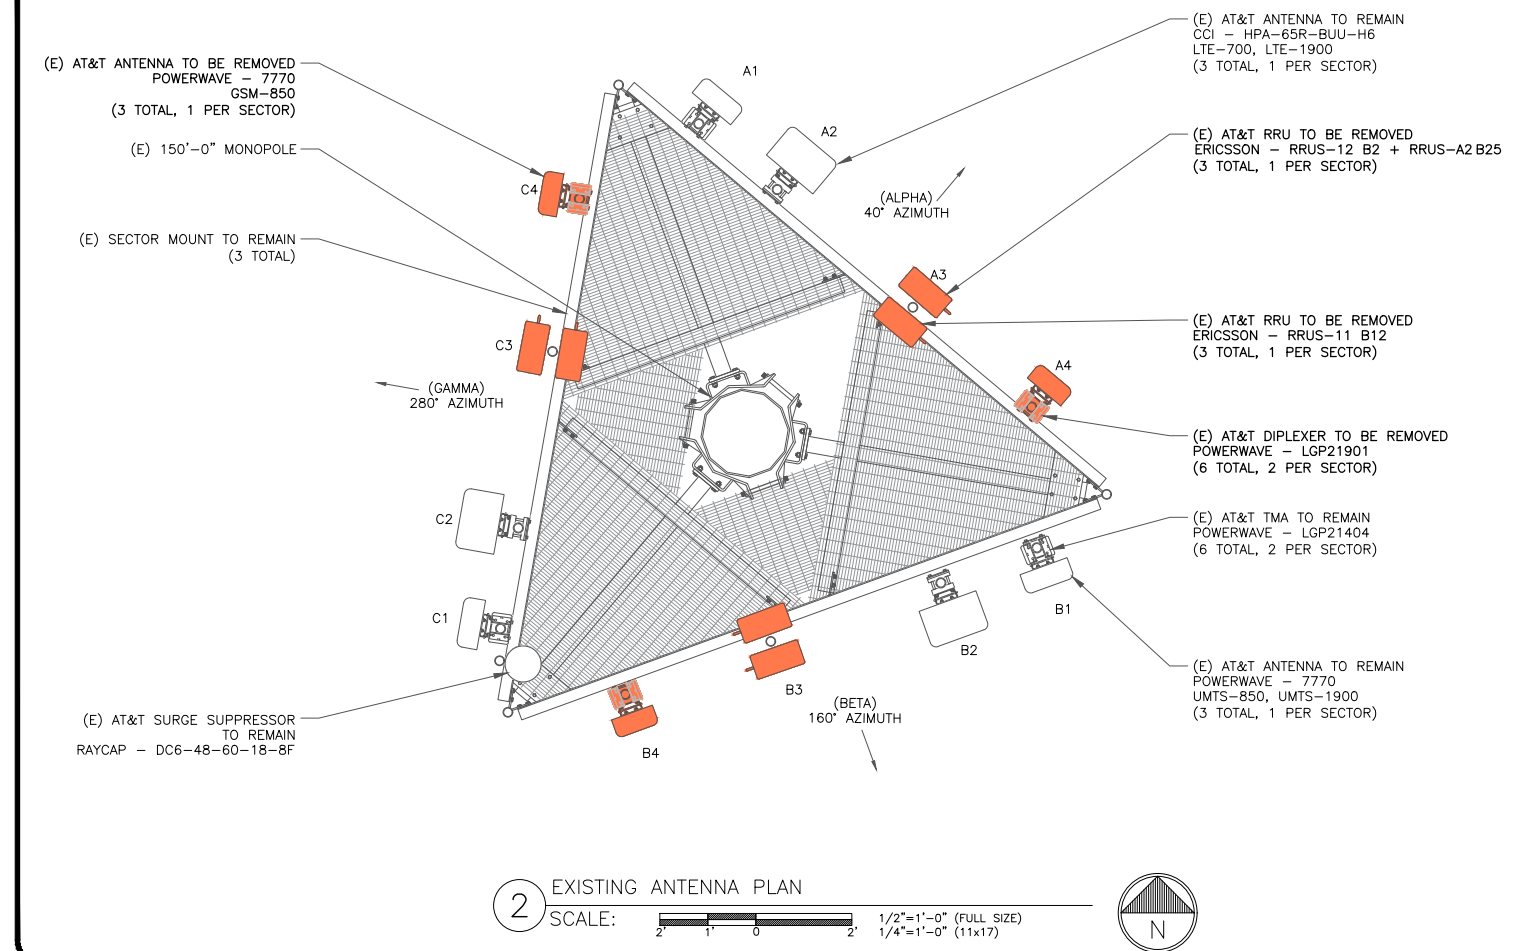 (E) AT&T ANTENNA TO BE REMOVED
POWERWAVE – 7770
GSM–850
(3 TOTAL, 1 PER SECTOR)
(E) 150'–0" MONOPOLE
(E) SECTOR MOUNT TO REMAIN
(3 TOTAL)
(E) AT&T SURGE SUPPRESSOR
TO REMAIN
RAYCAP – DC6–48–60–18–8F
A1
A2
A3
A4
B1
B2
B3
B4
C1
C2
C3
C4
(ALPHA)
40° AZIMUTH
(GAMMA)
280° AZIMUTH
(BETA)
160° AZIMUTH
(E) AT&T ANTENNA TO REMAIN
CCI – HPA–65R–BUU–H6
LTE–700, LTE–1900
(3 TOTAL, 1 PER SECTOR)
(E) AT&T RRU TO BE REMOVED
ERICSSON – RRUS–12 B2 + RRUS–A2 B25
(3 TOTAL, 1 PER SECTOR)
(E) AT&T RRU TO BE REMOVED
ERICSSON – RRUS–11 B12
(3 TOTAL, 1 PER SECTOR)
(E) AT&T DIPLEXER TO BE REMOVED
POWERWAVE – LGP21901
(6 TOTAL, 2 PER SECTOR)
(E) AT&T TMA TO REMAIN
POWERWAVE – LGP21404
(6 TOTAL, 2 PER SECTOR)
(E) AT&T ANTENNA TO REMAIN
POWERWAVE – 7770
UMTS–850, UMTS–1900
(3 TOTAL, 1 PER SECTOR)
2
EXISTING ANTENNA PLAN
SCALE:
2' 1' 0 2'
1/2"=1'–0" (FULL SIZE)
1/4"=1'–0" (11x17)
N